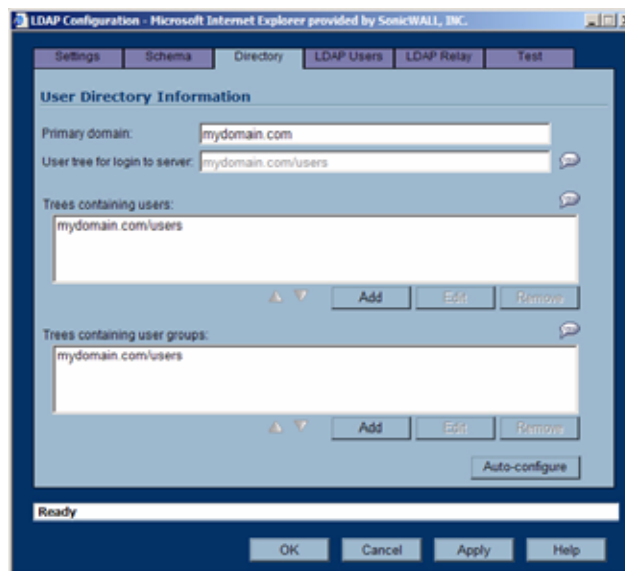 LDAP Configuration - Microsoft Internet Explorer provided by SonicWALL, INC.
Settings Schema Directory LDAP Users LDAP Relay Test
User Directory Information
Primary domain: mydomain.com
User tree for login to server: mydomain.com/users
Trees containing users:
mydomain.com/users
Add Edit Remove
Trees containing user groups:
mydomain.com/users
Add Edit Remove
Auto-configure
Ready
OK Cancel Apply Help